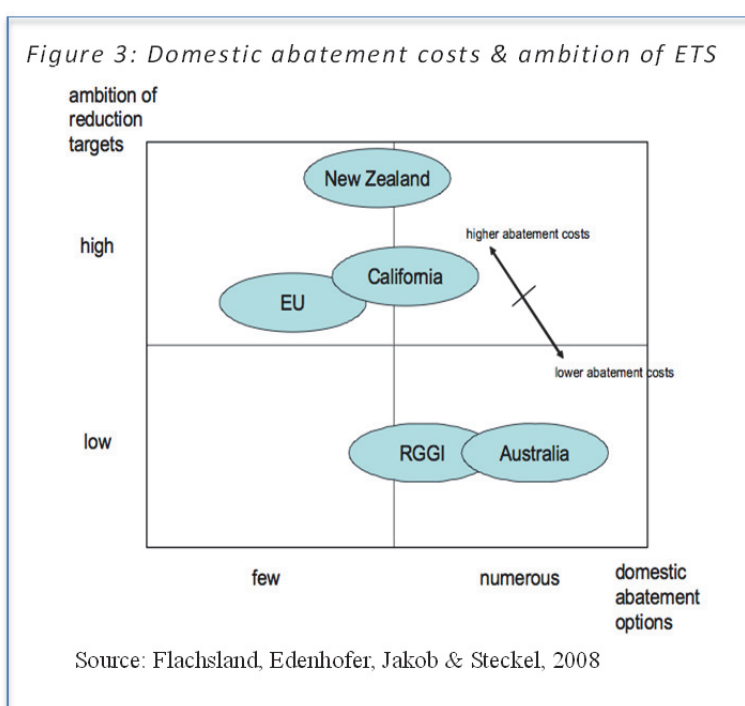 Figure 3: Domestic abatement costs & ambition of ETS
ambition of
reduction
targets
New Zealand
higher abatement costs
high
California
EU
lower abatement costs
low
RGGI
Australia
few
numerous
domestic
abatement
options
Source: Flachsland, Edenhofer, Jakob & Steckel, 2008